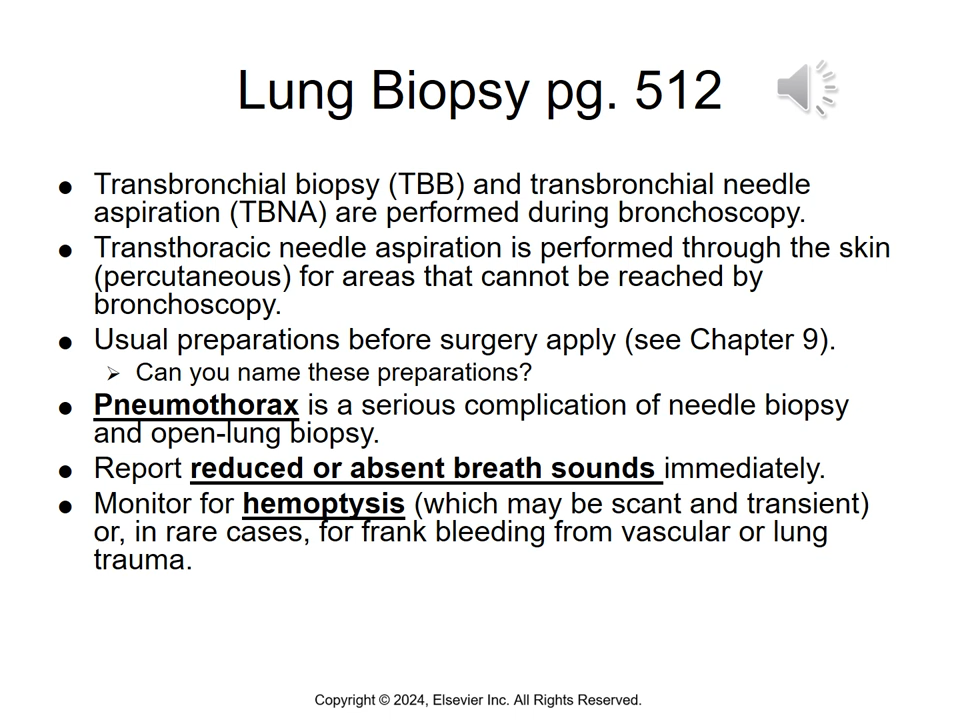 Lung Biopsy pg. 512
● Transbronchial biopsy (TBB) and transbronchial needle
aspiration (TBNA) are performed during bronchoscopy.
● Transthoracic needle aspiration is performed through the skin
(percutaneous) for areas that cannot be reached by
bronchoscopy.
● Usual preparations before surgery apply (see Chapter 9).
➢ Can you name these preparations?
● Pneumothorax is a serious complication of needle biopsy
and open-lung biopsy.
● Report reduced or absent breath sounds immediately.
● Monitor for hemoptysis (which may be scant and transient)
or, in rare cases, for frank bleeding from vascular or lung
trauma.
Copyright © 2024, Elsevier Inc. All Rights Reserved.